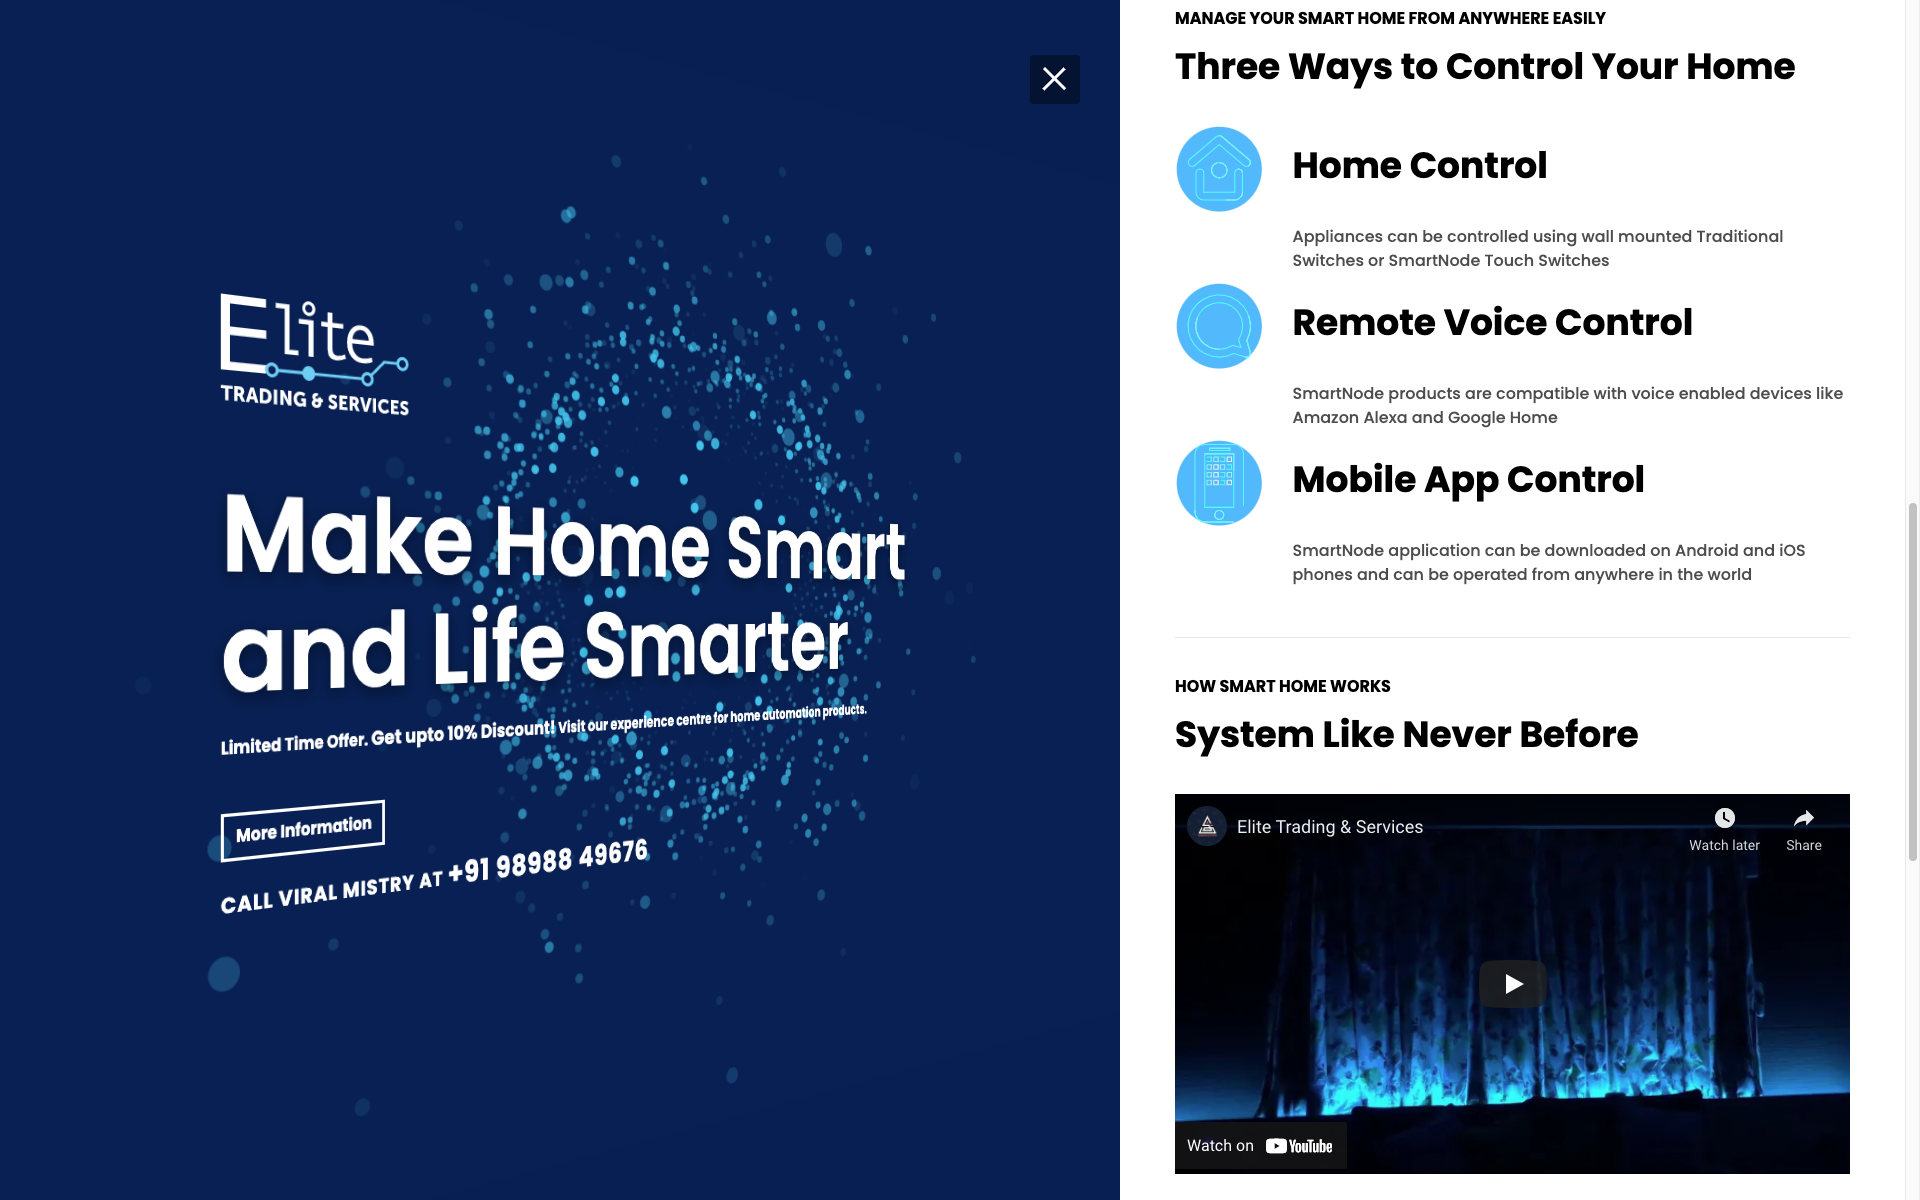 Elite
TRADING & SERVICES
Make Home Smart
and Life Smarter
Limited Time Offer. Get upto 10% Discount! Visit our experience centre for home automation products.
More Information
CALL VIRAL MISTRY AT +91 98988 49676
MANAGE YOUR SMART HOME FROM ANYWHERE EASILY
Three Ways to Control Your Home
Home Control
Appliances can be controlled using wall mounted Traditional
Switches or SmartNode Touch Switches
Remote Voice Control
SmartNode products are compatible with voice enabled devices like
Amazon Alexa and Google Home
Mobile App Control
SmartNode application can be downloaded on Android and iOS
phones and can be operated from anywhere in the world
HOW SMART HOME WORKS
System Like Never Before
Elite Trading & Services
Watch later
Share
Watch on YouTube